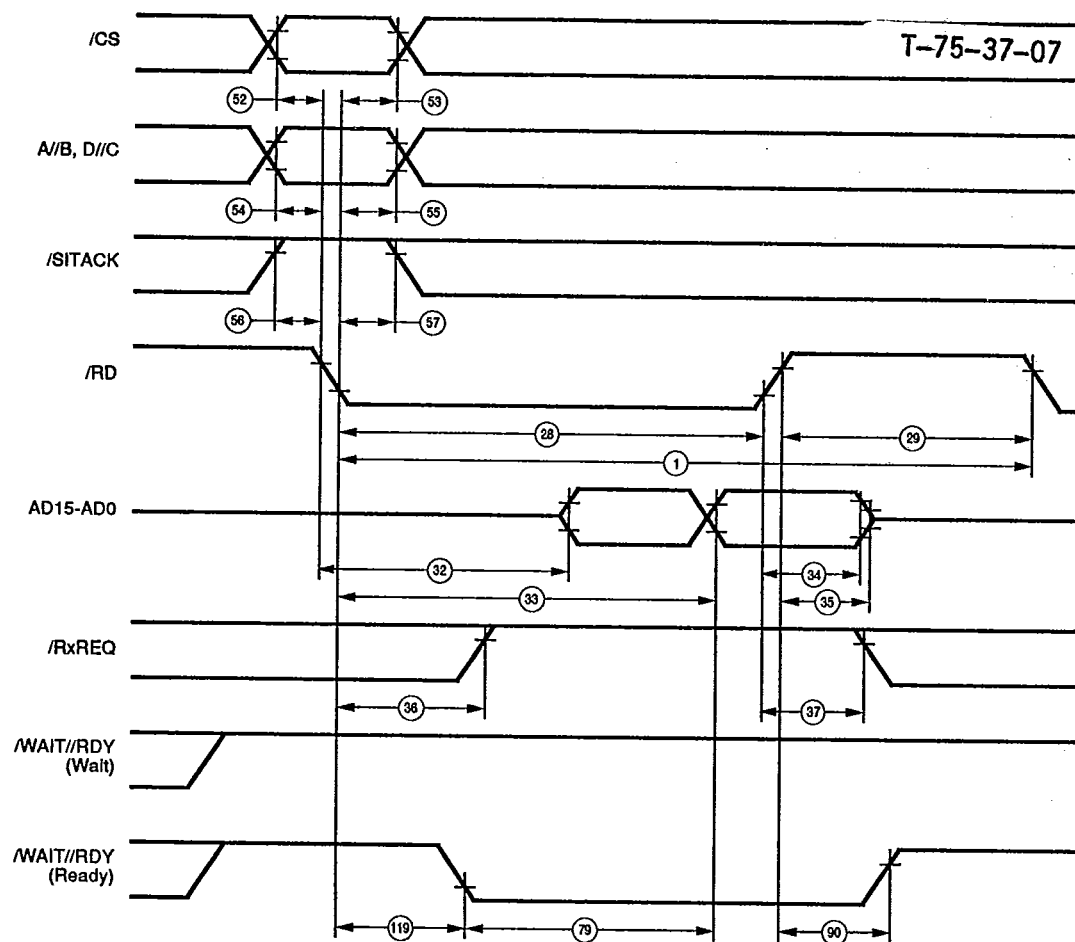 /CS
T-75-37-07
52
53
A//B, D//C
54
55
/SITACK
56
57
/RD
28
29
1
AD15-AD0
32
34
33
35
/RxREQ
36
37
/WAIT//RDY
(Wait)
/WAIT//RDY
(Ready)
119
79
90